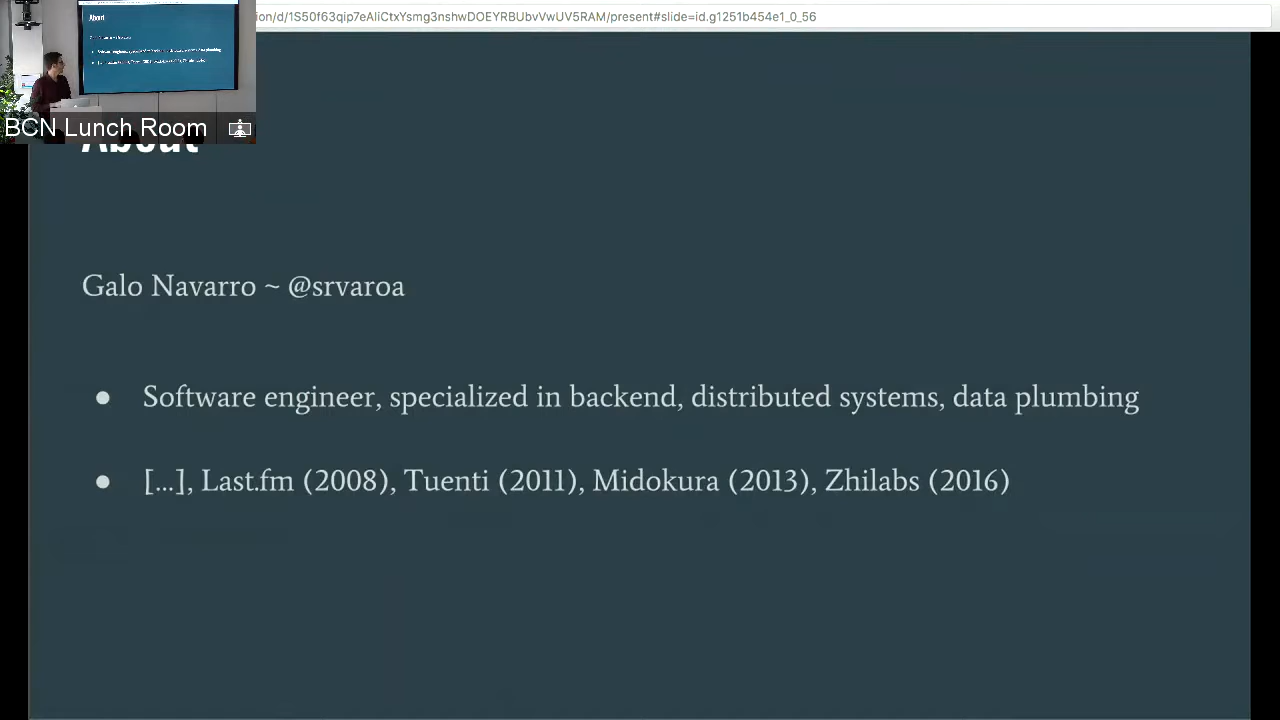 ion/d/1S50f63qip7eAliCtxYsmg3nshwDOEYRBUbvVwUV5RAM/present#slide=id.g1251b454e1_0_56
About
BCN Lunch Room
About
Galo Navarro ~ @srvaroa
● Software engineer, specialized in backend, distributed systems, data plumbing
● [...], Last.fm (2008), Tuenti (2011), Midokura (2013), Zhilabs (2016)